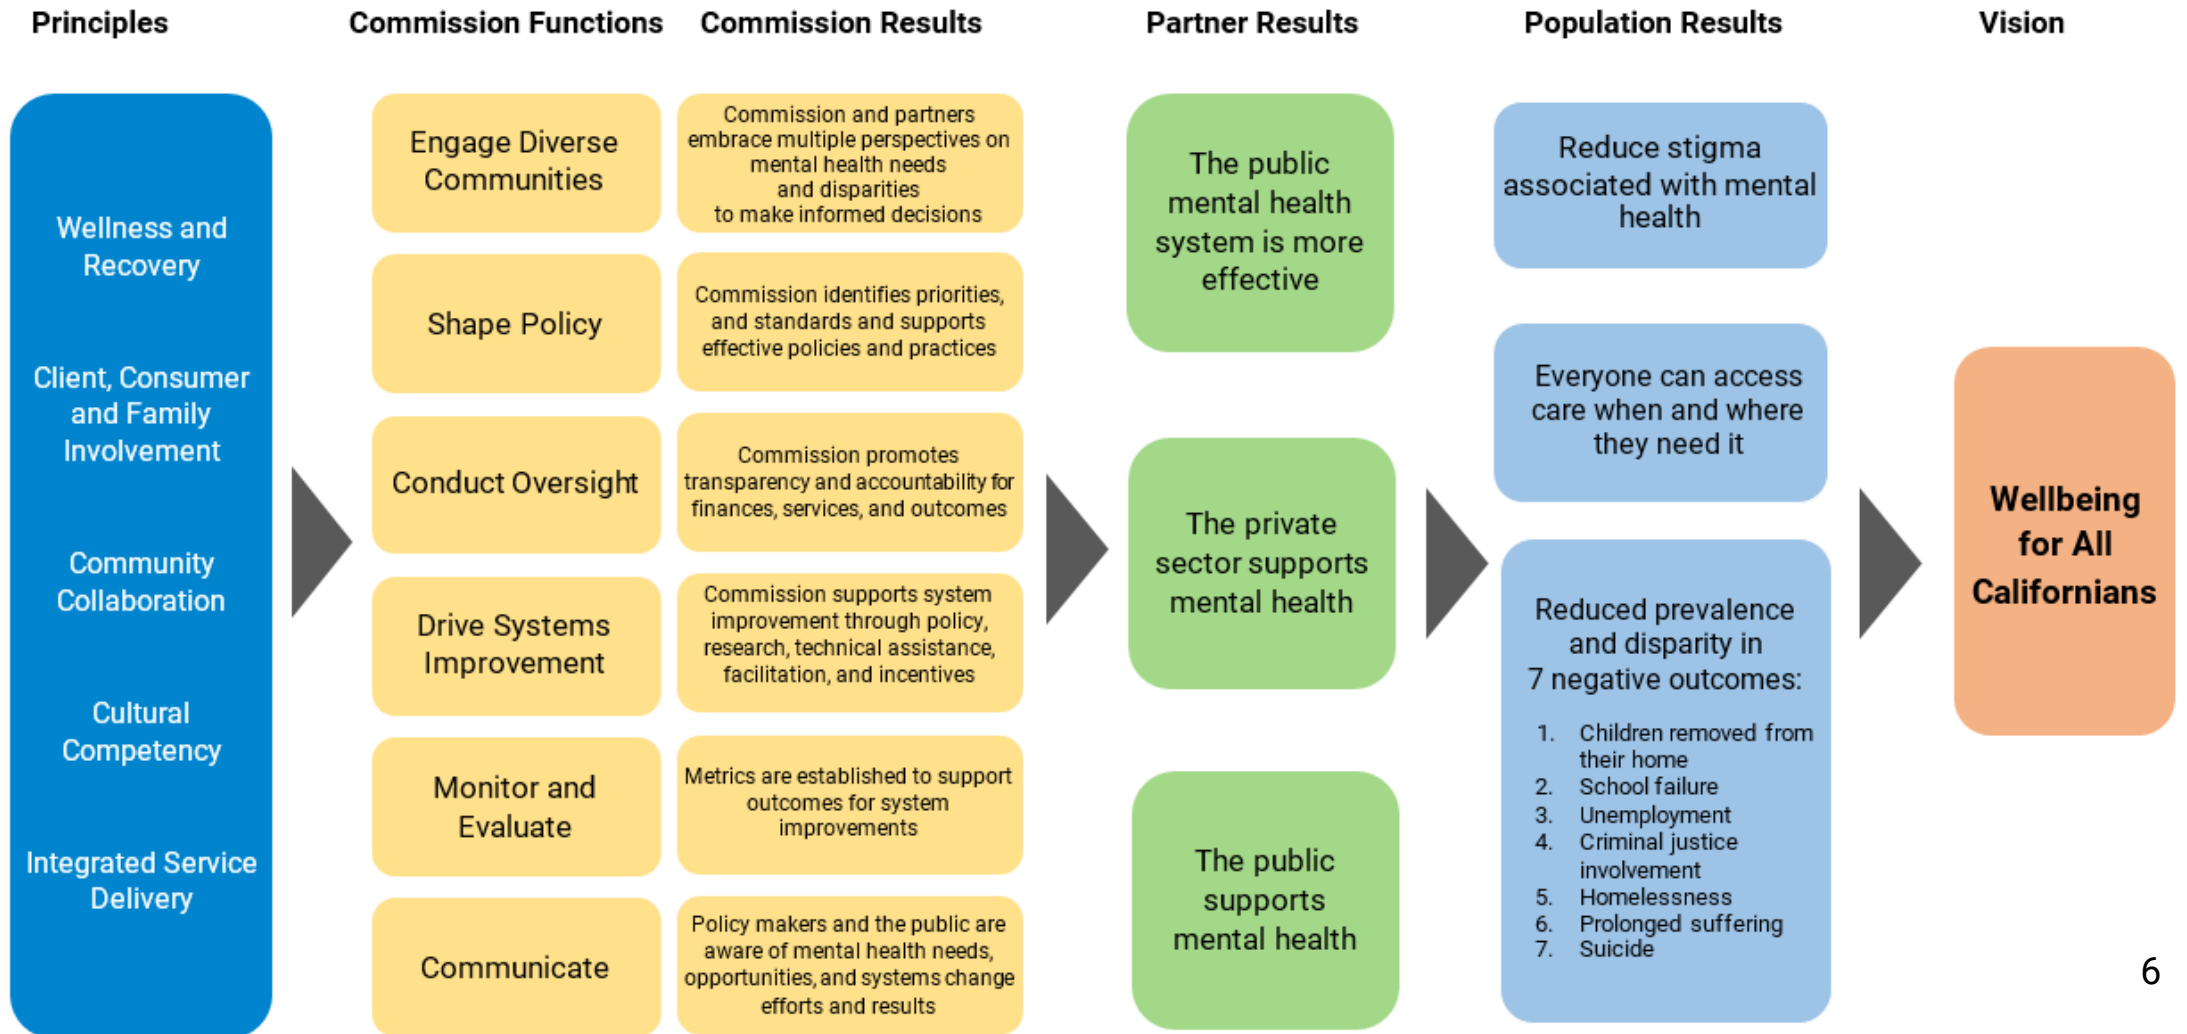 Principles
Commission Functions
Commission Results
Partner Results
Population Results
Vision
Wellness and
Recovery
Client, Consumer
and Family
Involvement
Community
Collaboration
Cultural
Competency
Integrated Service
Delivery
Engage Diverse
Communities
Commission and partners
embrace multiple perspectives on
mental health needs
and disparities
to make informed decisions
Shape Policy
Commission identifies priorities,
and standards and supports
effective policies and practices
Conduct Oversight
Commission promotes
transparency and accountability for
finances, services, and outcomes
Drive Systems
Improvement
Commission supports system
improvement through policy,
research, technical assistance,
facilitation, and incentives
Monitor and
Evaluate
Metrics are established to support
outcomes for system
improvements
Communicate
Policy makers and the public are
aware of mental health needs,
opportunities, and systems change
efforts and results
The public
mental health
system is more
effective
The private
sector supports
mental health
The public
supports
mental health
Reduce stigma
associated with mental
health
Everyone can access
care when and where
they need it
Reduced prevalence
and disparity in
7 negative outcomes:
1. Children removed from
their home
2. School failure
3. Unemployment
4. Criminal justice
involvement
5. Homelessness
6. Prolonged suffering
7. Suicide
Wellbeing
for All
Californians
6